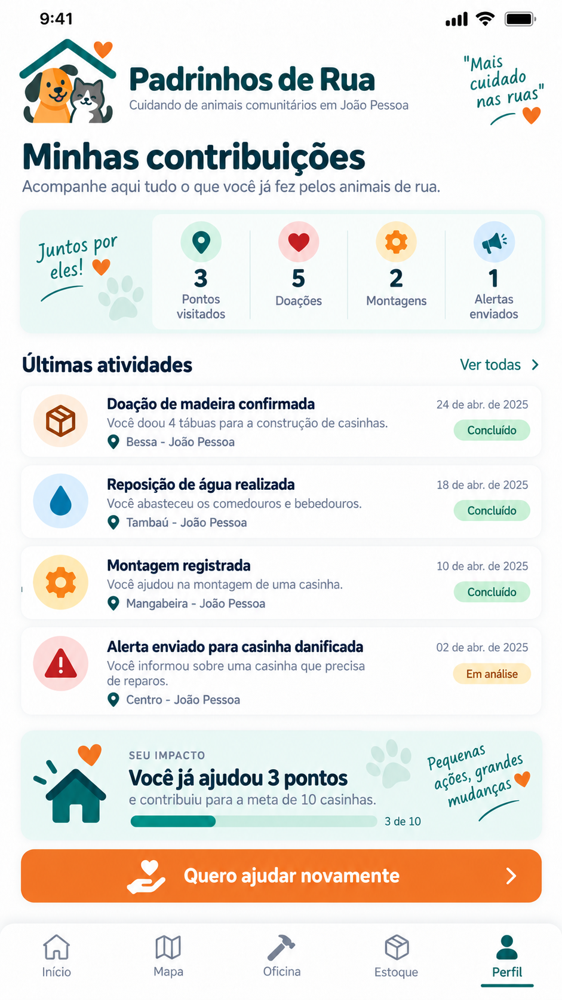 9:41
Padrinhos de Rua
Cuidando de animais comunitários em João Pessoa
"Mais
cuidado
nas ruas"
Minhas contribuições
Acompanhe aqui tudo o que você já fez pelos animais de rua.
Juntos por
eles!
3
Pontos
visitados
5
Doações
2
Montagens
1
Alertas
enviados
Últimas atividades
Ver todas
Doação de madeira confirmada
24 de abr. de 2025
Você doou 4 tábuas para a construção de casinhas.
Concluído
Bessa - João Pessoa
Reposição de água realizada
18 de abr. de 2025
Você abasteceu os comedouros e bebedouros.
Concluído
Tambaú - João Pessoa
Montagem registrada
10 de abr. de 2025
Você ajudou na montagem de uma casinha.
Concluído
Mangabeira - João Pessoa
Alerta enviado para casinha danificada
02 de abr. de 2025
Você informou sobre uma casinha que precisa
de reparos.
Em análise
Centro - João Pessoa
SEU IMPACTO
Você já ajudou 3 pontos
e contribuiu para a meta de 10 casinhas.
3 de 10
Pequenas
ações, grandes
mudanças
Quero ajudar novamente
Início
Mapa
Oficina
Estoque
Perfil